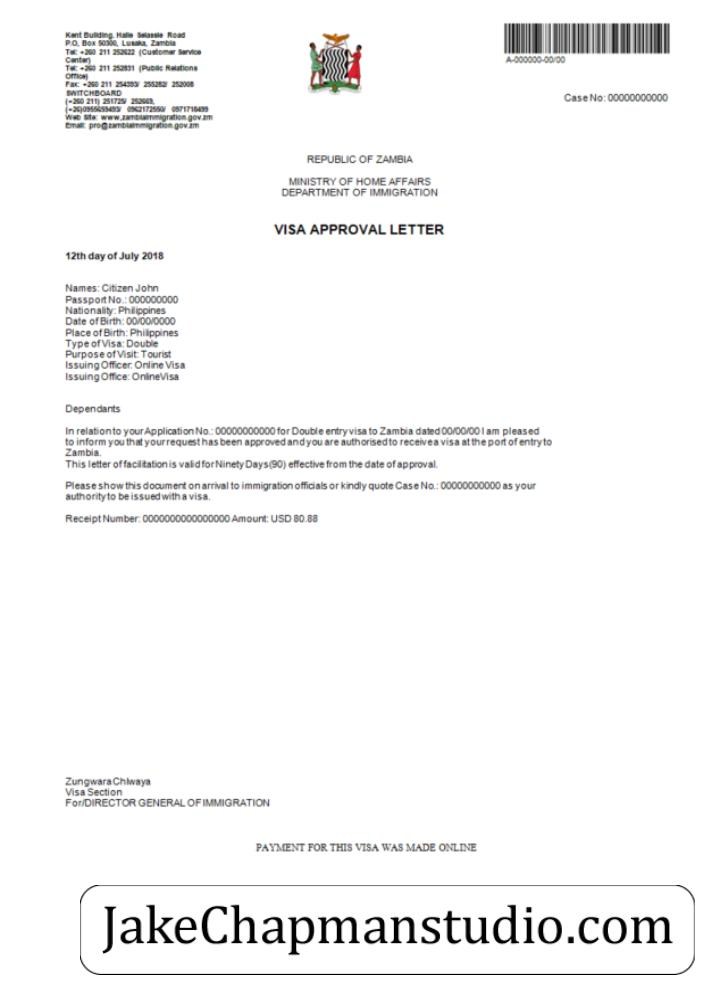 Kent Building, Haile Selassie Road
P.O, Box 50300, Lusaka, Zambia
Tel: +260 211 252622 (Customer Service
Center)
Tel: +260 211 252831 (Public Relations
Office)
Fax: +260 211 254393/ 255262/ 252008
SWITCHBOARD
(+260 211) 251725/ 252669,
(+26)0955659493/ 0962172550/ 0971718499
Web Site: www.zambiaimmigration.gov.zm
Email: pro@zambiaimmigration.gov.zm
A-000000-00/00
Case No: 00000000000
REPUBLIC OF ZAMBIA
MINISTRY OF HOME AFFAIRS
DEPARTMENT OF IMMIGRATION
VISA APPROVAL LETTER
12th day of July 2018
Names: Citizen John
Passport No.: 000000000
Nationality: Philippines
Date of Birth: 00/00/0000
Place of Birth: Philippines
Type of Visa: Double
Purpose of Visit: Tourist
Issuing Officer: Online Visa
Issuing Office: OnlineVisa
Dependants
In relation to your Application No.: 00000000000 for Double entry visa to Zambia dated 00/00/00 I am pleased
to inform you that your request has been approved and you are authorised to receive a visa at the port of entry to
Zambia.
This letter of facilitation is valid for Ninety Days(90) effective from the date of approval.
Please show this document on arrival to immigration officials or kindly quote Case No.: 00000000000 as your
authority to be issued with a visa.
Receipt Number: 0000000000000000 Amount: USD 80.88
Zungwara Chiwaya
Visa Section
For/DIRECTOR GENERAL OF IMMIGRATION
PAYMENT FOR THIS VISA WAS MADE ONLINE
JakeChapmanstudio.com